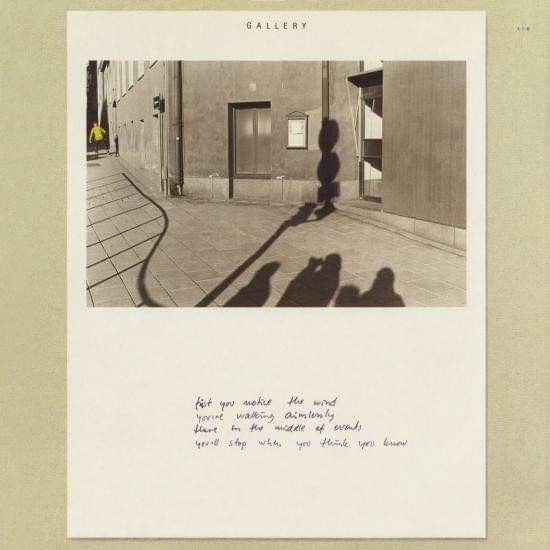 GALLERY
first you notice the wind
you're walking aimlessly
there in the middle of events
you'll stop when you think you know